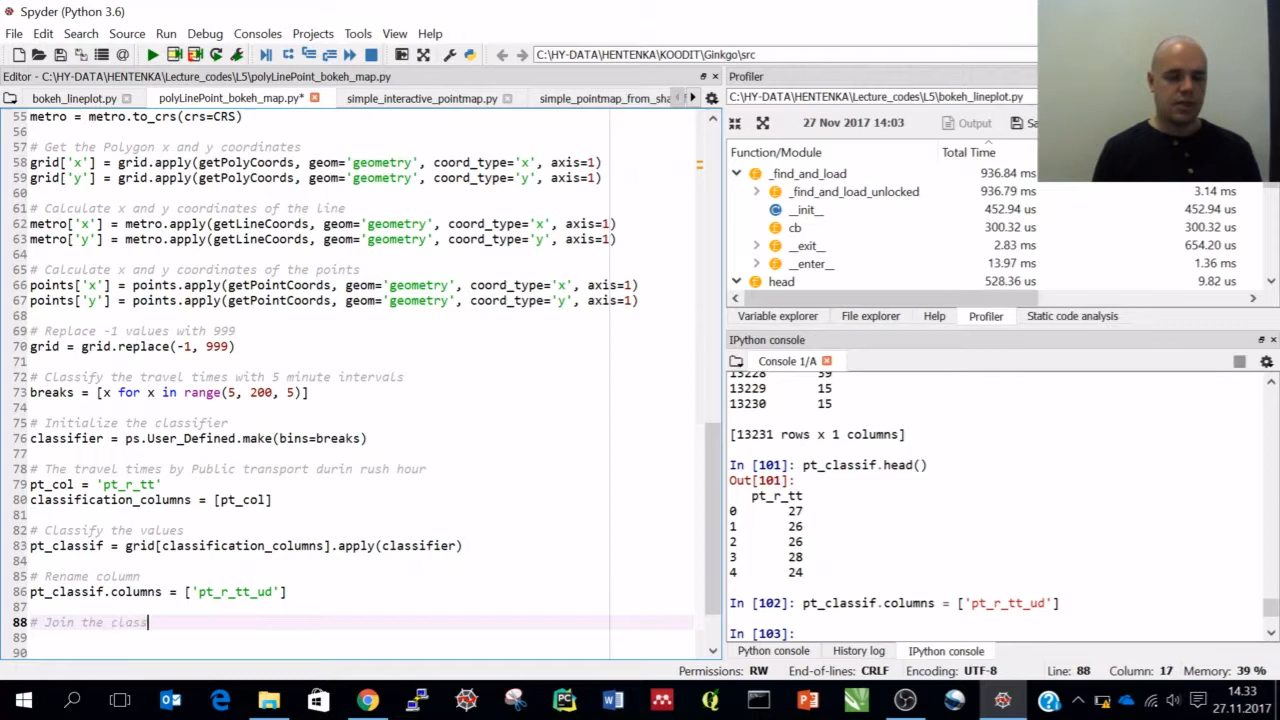 Spyder (Python 3.6)
File Edit Search Source Run Debug Consoles Projects Tools View Help
C:\HY-DATA\HENTENKA\KOODIT\Ginkgo\src
Editor - C:\HY-DATA\HENTENKA\Lecture_codes\L5\polyLinePoint_bokeh_map.py
bokeh_lineplot.py polyLinePoint_bokeh_map.py* simple_interactive_pointmap.py simple_pointmap_from_sha
55 metro = metro.to_crs(crs=CRS)
56
57 # Get the Polygon x and y coordinates
58 grid['x'] = grid.apply(getPolyCoords, geom='geometry', coord_type='x', axis=1)
59 grid['y'] = grid.apply(getPolyCoords, geom='geometry', coord_type='y', axis=1)
60
61 # Calculate x and y coordinates of the line
62 metro['x'] = metro.apply(getLineCoords, geom='geometry', coord_type='x', axis=1)
63 metro['y'] = metro.apply(getLineCoords, geom='geometry', coord_type='y', axis=1)
64
65 # Calculate x and y coordinates of the points
66 points['x'] = points.apply(getPointCoords, geom='geometry', coord_type='x', axis=1)
67 points['y'] = points.apply(getPointCoords, geom='geometry', coord_type='y', axis=1)
68
69 # Replace -1 values with 999
70 grid = grid.replace(-1, 999)
71
72 # Classify the travel times with 5 minute intervals
73 breaks = [x for x in range(5, 200, 5)]
74
75 # Initialize the classifier
76 classifier = ps.User_Defined.make(bins=breaks)
77
78 # The travel times by Public transport durin rush hour
79 pt_col = 'pt_r_tt'
80 classification_columns = [pt_col]
81
82 # Classify the values
83 pt_classif = grid[classification_columns].apply(classifier)
84
85 # Rename column
86 pt_classif.columns = ['pt_r_tt_ud']
87
88 # Join the class
89
90
Profiler
C:\HY-DATA\HENTENKA\Lecture_codes\L5\bokeh_lineplot.py
27 Nov 2017 14:03 Output Sa
Function/Module Total Time
_find_and_load 936.84 ms
_find_and_load_unlocked 936.79 ms 3.14 ms
__init__ 452.94 us 452.94 us
cb 300.32 us 300.32 us
__exit__ 2.83 ms 654.20 us
__enter__ 13.97 ms 1.36 ms
head 528.36 ms 9.82 ms
Variable explorer File explorer Help Profiler Static code analysis
IPython console
Console 1/A
13228 39
13229 15
13230 15
[13231 rows x 1 columns]
In [101]: pt_classif.head()
Out[101]:
pt_r_tt
0 27
1 26
2 26
3 28
4 24
In [102]: pt_classif.columns = ['pt_r_tt_ud']
In [103]:
Python console History log IPython console
Permissions: RW End-of-lines: CRLF Encoding: UTF-8 Line: 88 Column: 17 Memory: 39 %
14.33
27.11.2017